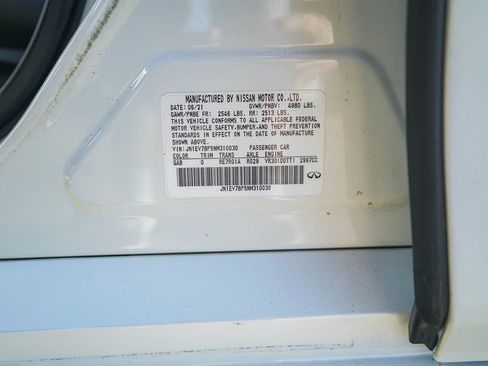 MANUFACTURED BY NISSAN MOTOR CO.,LTD.
DATE: 06/21 GVWR/PNBV: 4980 LBS.
GAWR/PNBE FR: 2546 LBS. RR: 2513 LBS.
THIS VEHICLE CONFORMS TO ALL APPLICABLE FEDERAL
MOTOR VEHICLE SAFETY,BUMPER,AND THEFT PREVENTION
STANDARDS IN EFFECT ON THE DATE OF MANUFACTURE
SHOWN ABOVE.
VIN: JN1EV7BP5NM310030 PASSENGER CAR
COLOR TRIM TRANS AXLE ENGINE
QAB G RE7R01A RO29 VR30(DDTT) 2997CC
JN1EV7BP5NM310030